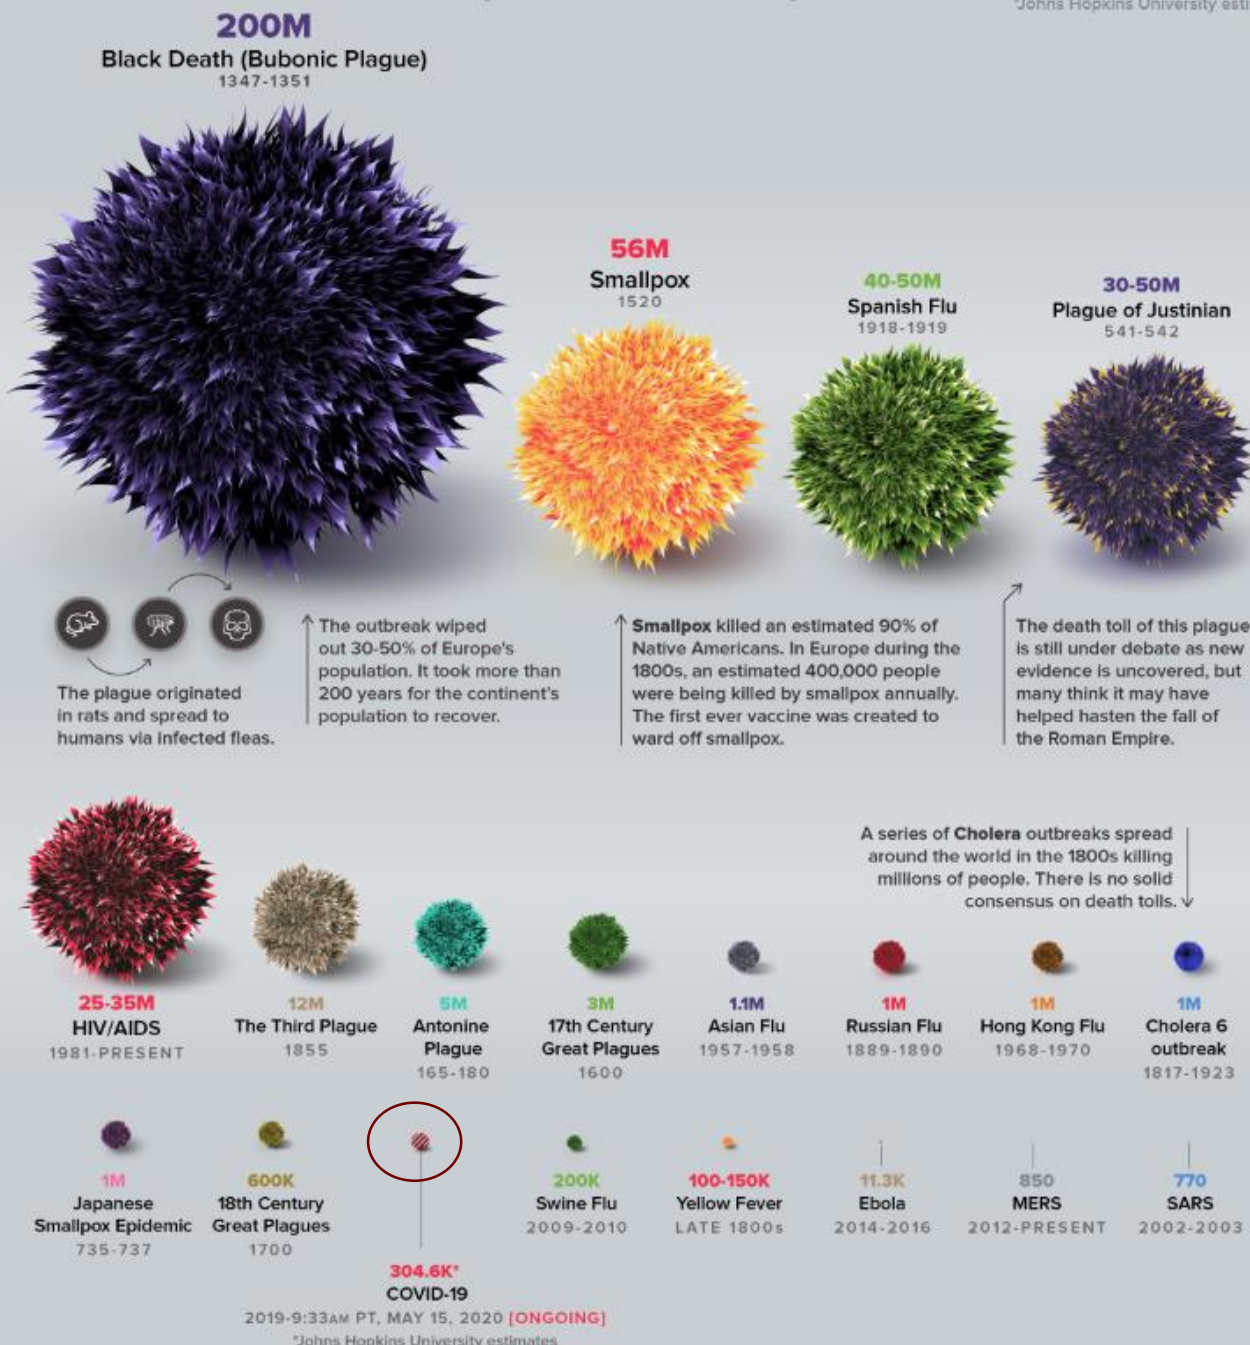 *Johns Hopkins University esti
200M
Black Death (Bubonic Plague)
1347-1351
56M
Smallpox
1520
40-50M
Spanish Flu
1918-1919
30-50M
Plague of Justinian
541-542
The plague originated
in rats and spread to
humans via infected fleas.
The outbreak wiped
out 30-50% of Europe's
population. It took more than
200 years for the continent's
population to recover.
Smallpox killed an estimated 90% of
Native Americans. In Europe during the
1800s, an estimated 400,000 people
were being killed by smallpox annually.
The first ever vaccine was created to
ward off smallpox.
The death toll of this plague
is still under debate as new
evidence is uncovered, but
many think it may have
helped hasten the fall of
the Roman Empire.
A series of Cholera outbreaks spread
around the world in the 1800s killing
millions of people. There is no solid
consensus on death tolls.
25-35M
HIV/AIDS
1981-PRESENT
12M
The Third Plague
1855
5M
Antonine
Plague
165-180
3M
17th Century
Great Plagues
1600
1.1M
Asian Flu
1957-1958
1M
Russian Flu
1889-1890
1M
Hong Kong Flu
1968-1970
1M
Cholera 6
outbreak
1817-1923
1M
Japanese
Smallpox Epidemic
735-737
600K
18th Century
Great Plagues
1700
304.6K*
COVID-19
2019-9:33AM PT, MAY 15, 2020 [ONGOING]
*Johns Hopkins University estimates
200K
Swine Flu
2009-2010
100-150K
Yellow Fever
LATE 1800s
11.3K
Ebola
2014-2016
850
MERS
2012-PRESENT
770
SARS
2002-2003